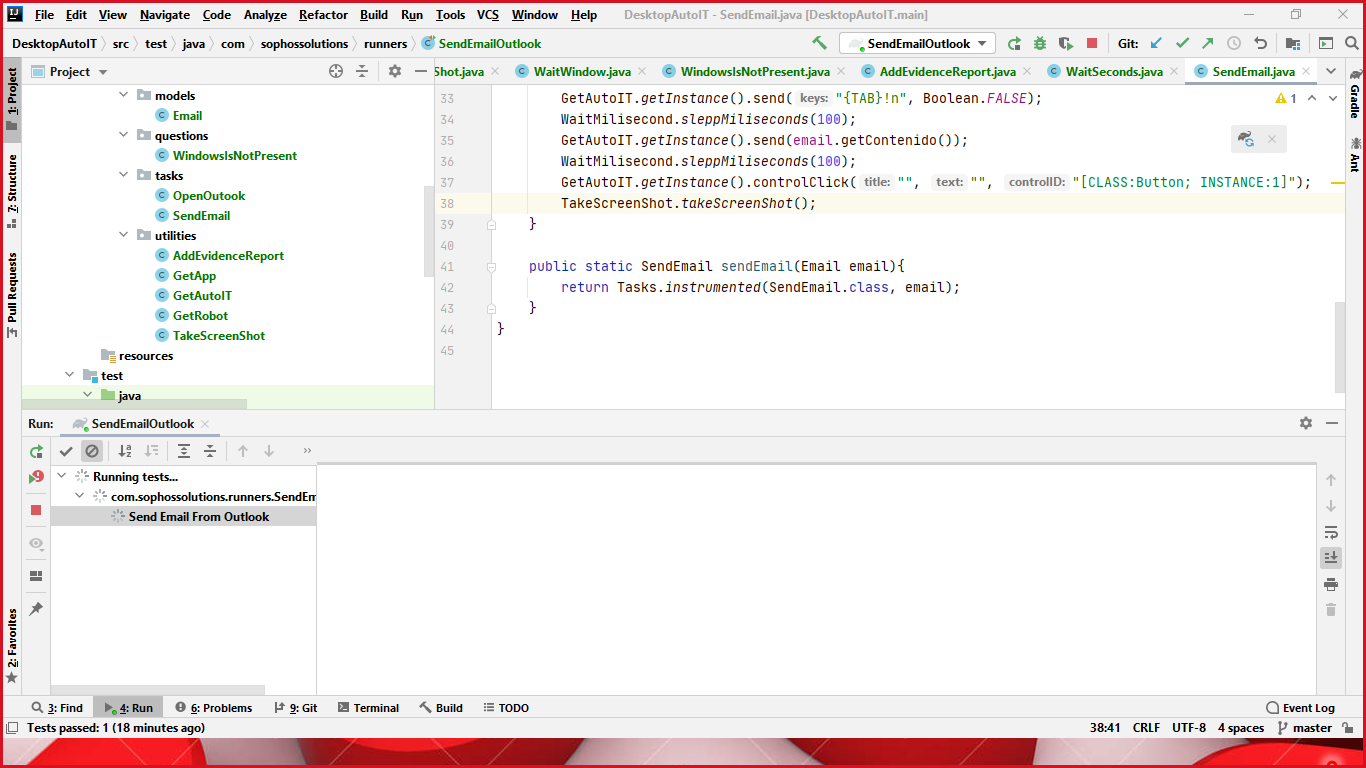 File Edit View Navigate Code Analyze Refactor Build Run Tools VCS Window Help DesktopAutoIT - SendEmail.java [DesktopAutoIT.main]
DesktopAutoIT src test java com sophossolutions runners SendEmailOutlook SendEmailOutlook Git:
Project
Shot.java WaitWindow.java WindowsIsNotPresent.java AddEvidenceReport.java WaitSeconds.java SendEmail.java
models
Email
questions
WindowsIsNotPresent
tasks
OpenOutook
SendEmail
utilities
AddEvidenceReport
GetApp
GetAutoIT
GetRobot
TakeScreenShot
resources
test
java
33 GetAutoIT.getInstance().send( keys: "{TAB}!n", Boolean.FALSE);
34 WaitMilisecond.sleppMiliseconds(100);
35 GetAutoIT.getInstance().send(email.getContenido());
36 WaitMilisecond.sleppMiliseconds(100);
37 GetAutoIT.getInstance().controlClick( title: "", text: "", controlID: "[CLASS:Button; INSTANCE:1]");
38 TakeScreenShot.takeScreenShot();
39 }
40
41 public static SendEmail sendEmail(Email email){
42 return Tasks.instrumented(SendEmail.class, email);
43 }
44 }
45
1
1: Project
7: Structure
Pull Requests
2: Favorites
Gradle
Ant
Run: SendEmailOutlook
Running tests...
com.sophossolutions.runners.SendEm
Send Email From Outlook
3: Find 4: Run 6: Problems 9: Git Terminal Build TODO Event Log
Tests passed: 1 (18 minutes ago) 38:41 CRLF UTF-8 4 spaces master